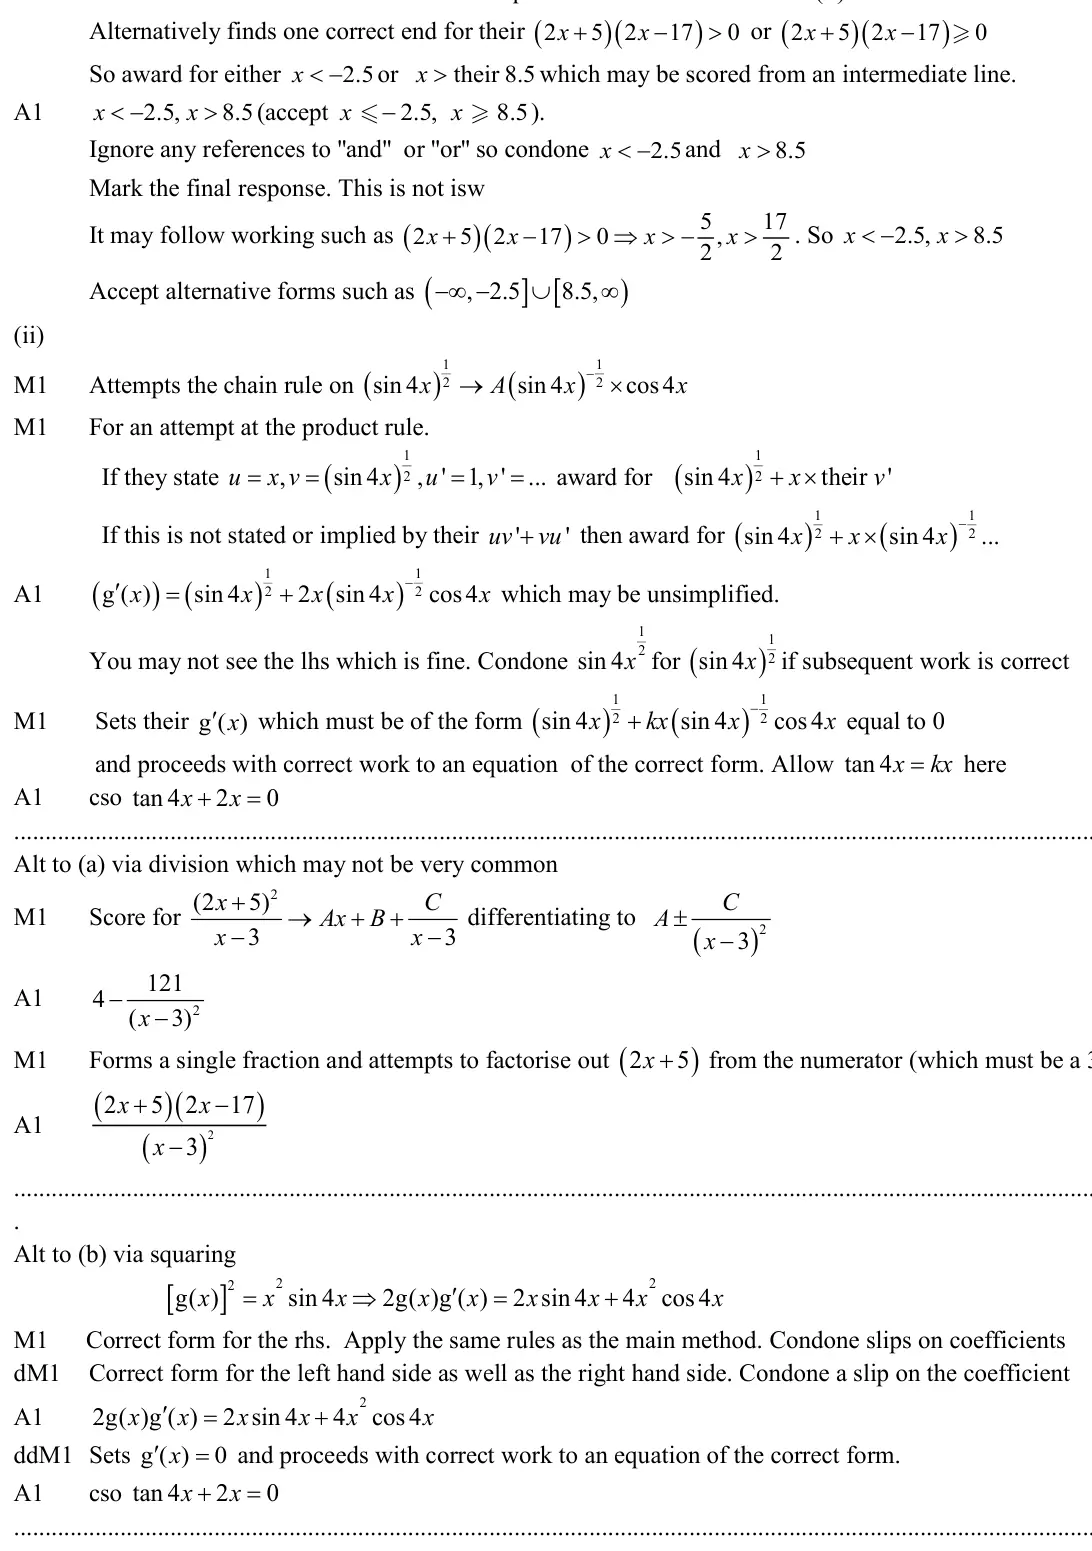 Alternatively finds one correct end for their (2x+5)(2x−17)>0 or (2x+5)(2x−17)⩾0
So award for either x<−2.5 or x> their 8.5 which may be scored from an intermediate line.
A1 x<−2.5, x>8.5 (accept x⩽−2.5, x⩾8.5).
Ignore any references to "and" or "or" so condone x<−2.5 and x>8.5
Mark the final response. This is not isw
It may follow working such as (2x+5)(2x−17)>0⇒x>−5/2, x>17/2. So x<−2.5, x>8.5
Accept alternative forms such as (−∞,−2.5]∪[8.5,∞)
(ii)
M1 Attempts the chain rule on (sin 4x)^(1/2) → A(sin 4x)^(−1/2) × cos 4x
M1 For an attempt at the product rule.
If they state u = x, v = (sin 4x)^(1/2), u' = 1, v' = ... award for (sin 4x)^(1/2) + x × their v'
If this is not stated or implied by their uv'+ vu' then award for (sin 4x)^(1/2) + x×(sin 4x)^(−1/2) ...
A1 (g′(x)) = (sin 4x)^(1/2) + 2x(sin 4x)^(−1/2) cos 4x which may be unsimplified.
You may not see the lhs which is fine. Condone sin 4x^(1/2) for (sin 4x)^(1/2) if subsequent work is correct
M1 Sets their g′(x) which must be of the form (sin 4x)^(1/2) + kx(sin 4x)^(−1/2) cos 4x equal to 0
and proceeds with correct work to an equation of the correct form. Allow tan 4x = kx here
A1 cso tan 4x + 2x = 0
Alt to (a) via division which may not be very common
M1 Score for (2x+5)²/(x−3) → Ax + B + C/(x−3) differentiating to A ± C/(x−3)²
A1 4 − 121/(x−3)²
M1 Forms a single fraction and attempts to factorise out (2x+5) from the numerator (which must be a
A1 (2x+5)(2x−17)/(x−3)²
.
Alt to (b) via squaring
[g(x)]² = x² sin 4x ⇒ 2g(x)g′(x) = 2x sin 4x + 4x² cos 4x
M1 Correct form for the rhs. Apply the same rules as the main method. Condone slips on coefficients
dM1 Correct form for the left hand side as well as the right hand side. Condone a slip on the coefficient
A1 2g(x)g′(x) = 2x sin 4x + 4x² cos 4x
ddM1 Sets g′(x) = 0 and proceeds with correct work to an equation of the correct form.
A1 cso tan 4x + 2x = 0